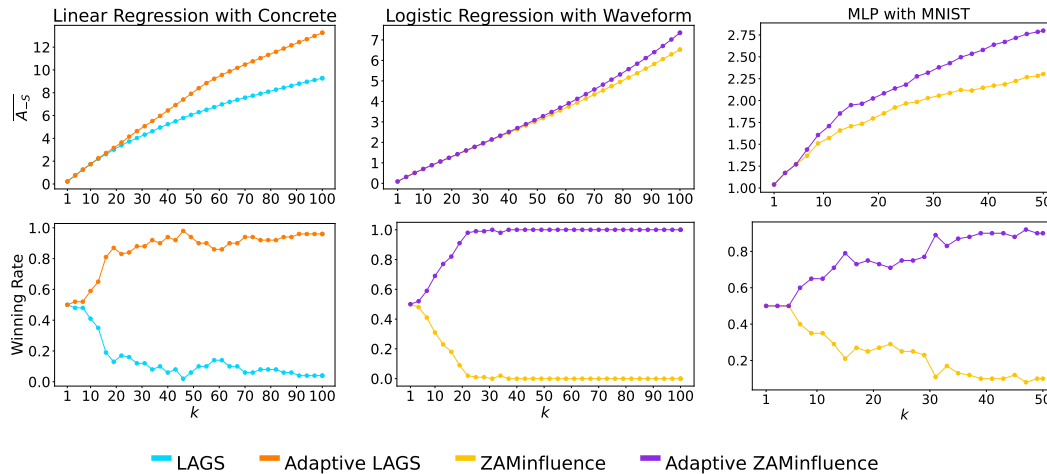 Linear Regression with Concrete
Logistic Regression with Waveform
MLP with MNIST
A_{-S}
12
10
8
6
4
2
0
1 10 20 30 40 50 60 70 80 90 100
7
6
5
4
3
2
1
0
1 10 20 30 40 50 60 70 80 90 100
2.75
2.50
2.25
2.00
1.75
1.50
1.25
1.00
1 10 20 30 40 50
Winning Rate
1.0
0.8
0.6
0.4
0.2
0.0
1 10 20 30 40 50 60 70 80 90 100
k
1.0
0.8
0.6
0.4
0.2
0.0
1 10 20 30 40 50 60 70 80 90 100
k
0.8
0.6
0.4
0.2
1 10 20 30 40 50
k
LAGS Adaptive LAGS ZAMinfluence Adaptive ZAMinfluence